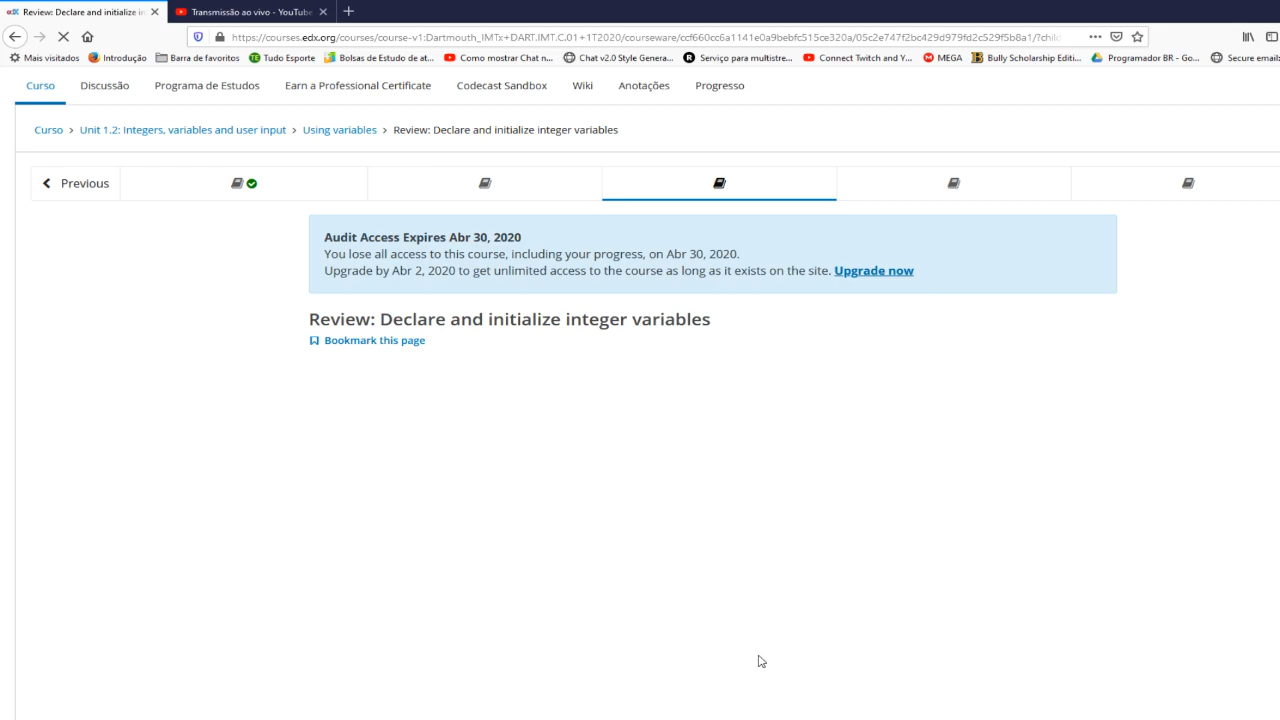 Review: Declare and initialize in
Transmissão ao vivo - YouTube
https://courses.edx.org/courses/course-v1:Dartmouth_IMTx+DART.IMT.C.01+1T2020/courseware/ccf660cc6a1141e0a9bebfc515ce320a/05c2e747f2bc429d979fd2c529f5b8a1/?chil
Mais visitados Introdução Barra de favoritos Tudo Esporte Bolsas de Estudo de at... Como mostrar Chat n... Chat v2.0 Style Genera... Serviço para multistre... Connect Twitch and Y... MEGA Bully Scholarship Editi... Programador BR - Go... Secure email:
Curso Discussão Programa de Estudos Earn a Professional Certificate Codecast Sandbox Wiki Anotações Progresso
Curso > Unit 1.2: Integers, variables and user input > Using variables > Review: Declare and initialize integer variables
Previous
Audit Access Expires Abr 30, 2020
You lose all access to this course, including your progress, on Abr 30, 2020.
Upgrade by Abr 2, 2020 to get unlimited access to the course as long as it exists on the site. Upgrade now
Review: Declare and initialize integer variables
Bookmark this page